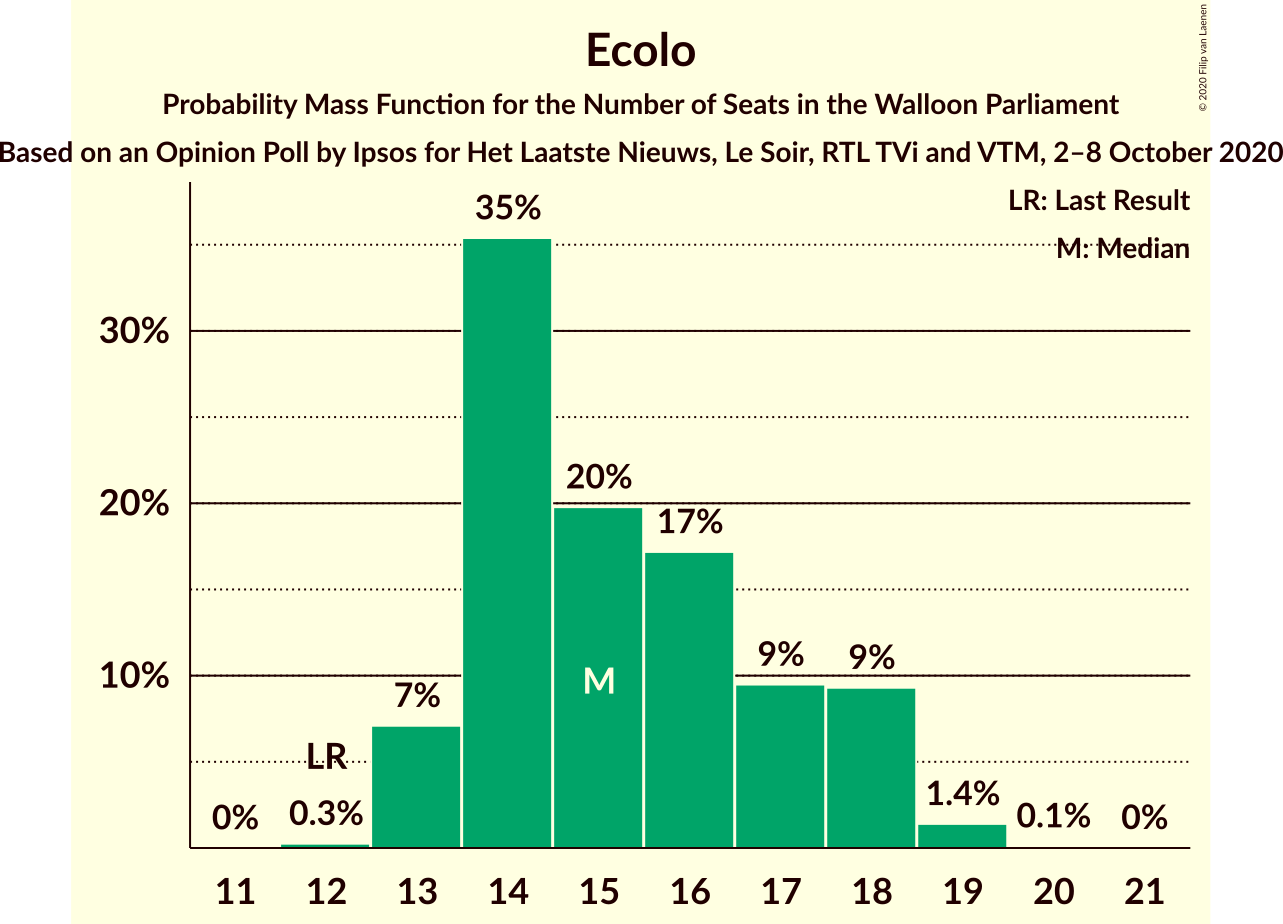 Ecolo
Probability Mass Function for the Number of Seats in the Walloon Parliament
Based on an Opinion Poll by Ipsos for Het Laatste Nieuws, Le Soir, RTL TVi and VTM, 2–8 October 2020
© 2020 Filip van Laenen
LR: Last Result
M: Median
35%
30%
20%
20%
17%
10%
9%
9%
7%
M
LR
0%
0.3%
1.4%
0.1%
0%
11 12 13 14 15 16 17 18 19 20 21